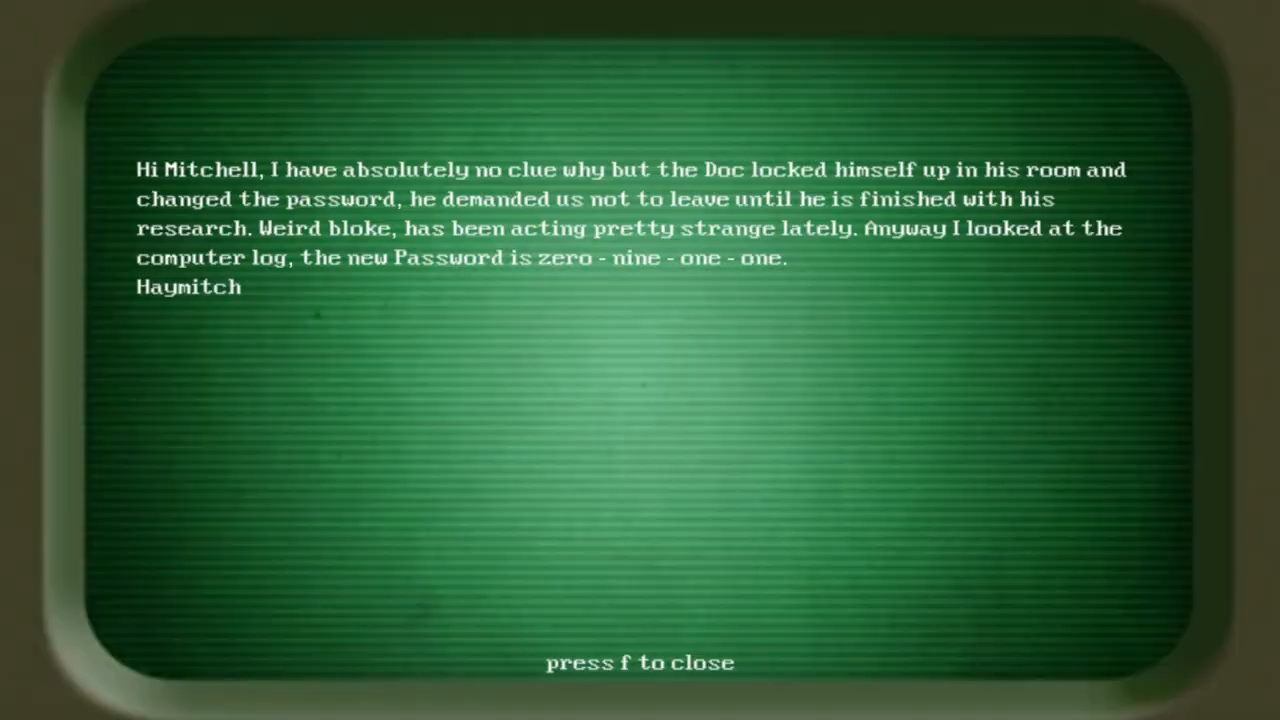 Hi Mitchell, I have absolutely no clue why but the Doc locked himself up in his room and
changed the password, he demanded us not to leave until he is finished with his
research. Weird bloke, has been acting pretty strange lately. Anyway I looked at the
computer log, the new Password is zero - nine - one - one.
Haymitch
press f to close